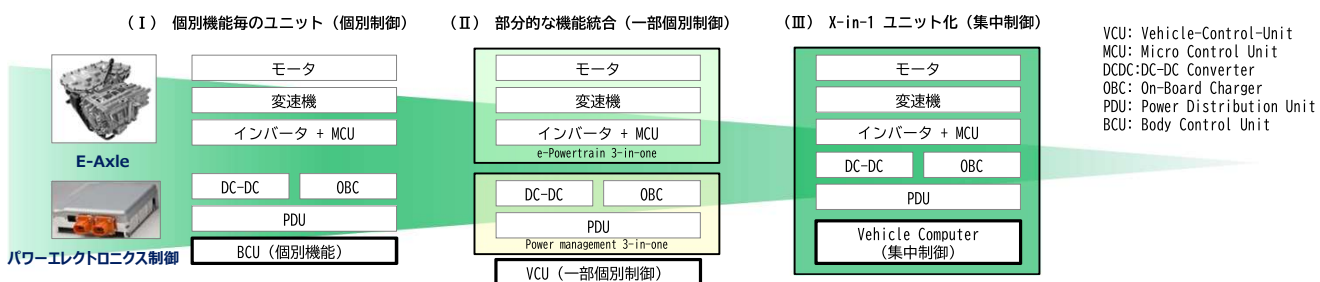 (Ⅰ) 個別機能毎のユニット(個別制御)
(Ⅱ) 部分的な機能統合(一部個別制御)
(Ⅲ) X-in-1 ユニット化(集中制御)
E-Axle
パワーエレクトロニクス制御
モータ
変速機
インバータ + MCU
DC-DC
OBC
PDU
BCU(個別機能)
モータ
変速機
インバータ + MCU
e-Powertrain 3-in-one
DC-DC
OBC
PDU
Power management 3-in-one
VCU(一部個別制御)
モータ
変速機
インバータ + MCU
DC-DC
OBC
PDU
Vehicle Computer
(集中制御)
VCU: Vehicle-Control-Unit
MCU: Micro Control Unit
DCDC:DC-DC Converter
OBC: On-Board Charger
PDU: Power Distribution Unit
BCU: Body Control Unit